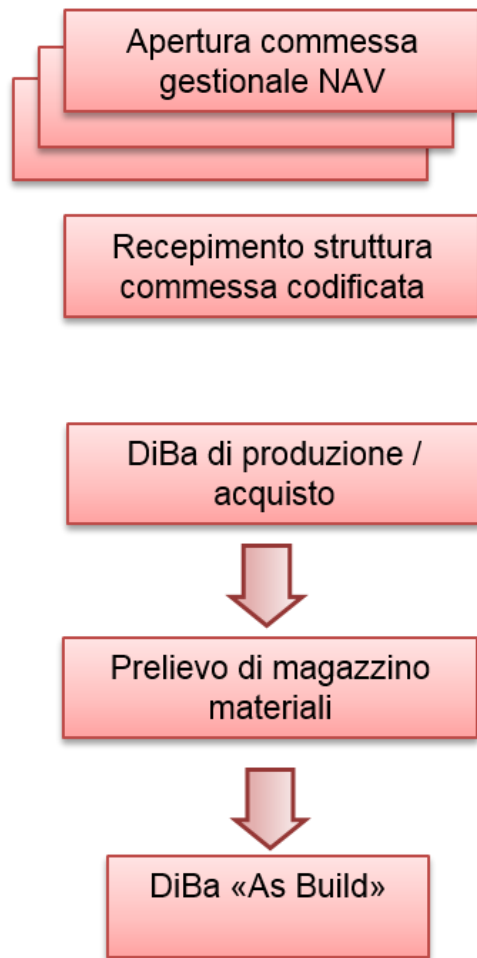 Apertura commessa
gestionale NAV
Recepimento struttura
commessa codificata
DiBa di produzione /
acquisto
Prelievo di magazzino
materiali
DiBa «As Build»